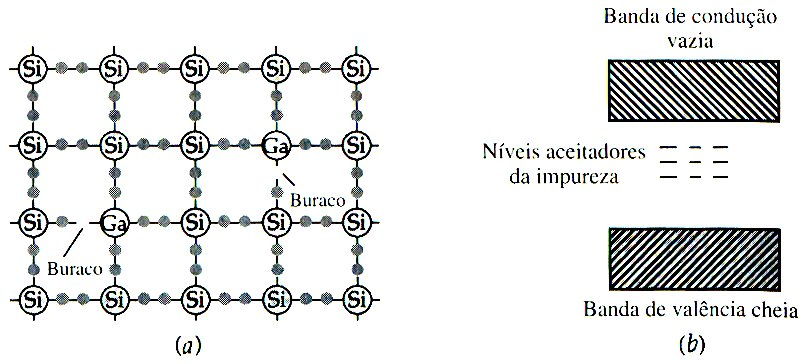 Si Si Si Si Si
Si Si Si Ga Si
Buraco
Si Ga Si Si Si
Buraco
Si Si Si Si Si
(a)
Banda de condução
vazia
Níveis aceitadores
da impureza
Banda de valência cheia
(b)